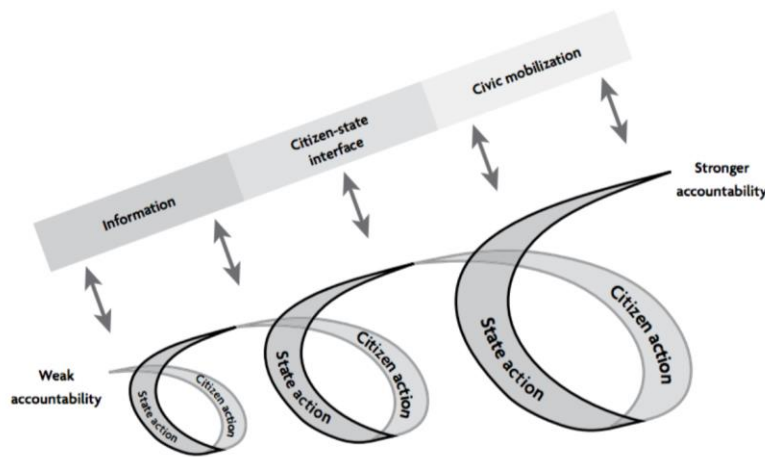 Civic mobilization
Citizen-state
interface
Information
Stronger
accountability
Weak
accountability
State action
Citizen action
State action
Citizen action
State action
Citizen action